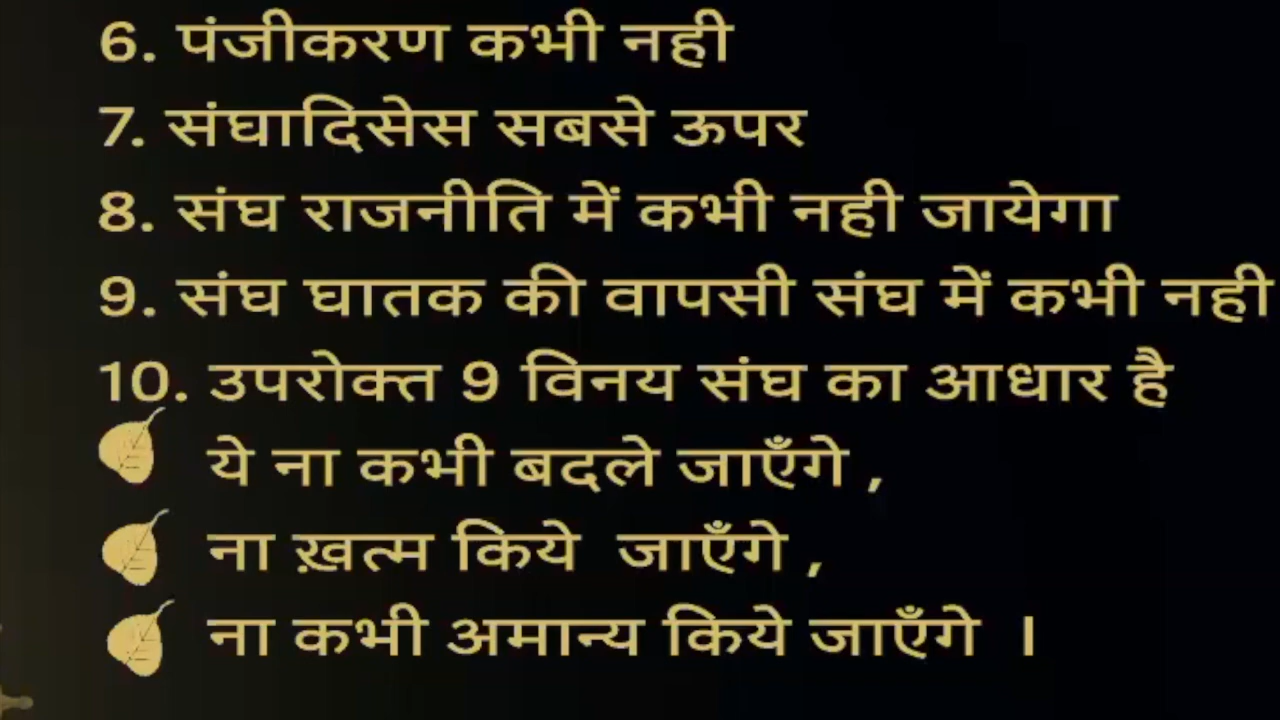 6. पंजीकरण कभी नही
7. संघादिसेस सबसे ऊपर
8. संघ राजनीति में कभी नही जायेगा
9. संघ घातक की वापसी संघ में कभी नही
10. उपरोक्त 9 विनय संघ का आधार है
ये ना कभी बदले जाएँगे ,
ना ख़त्म किये जाएँगे ,
ना कभी अमान्य किये जाएँगे ।